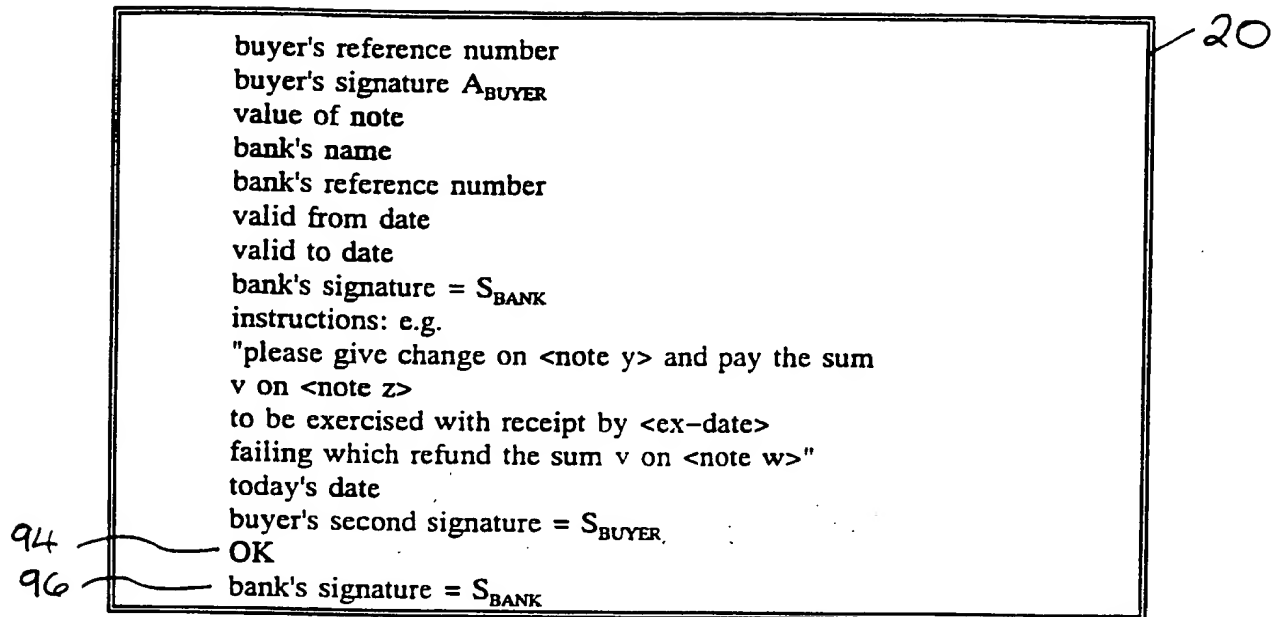 20
buyer's reference number
buyer's signature A_BUYER
value of note
bank's name
bank's reference number
valid from date
valid to date
bank's signature = S_BANK
instructions: e.g.
"please give change on <note y> and pay the sum
v on <note z>
to be exercised with receipt by <ex-date>
failing which refund the sum v on <note w>"
today's date
buyer's second signature = S_BUYER
94 OK
96 bank's signature = S_BANK